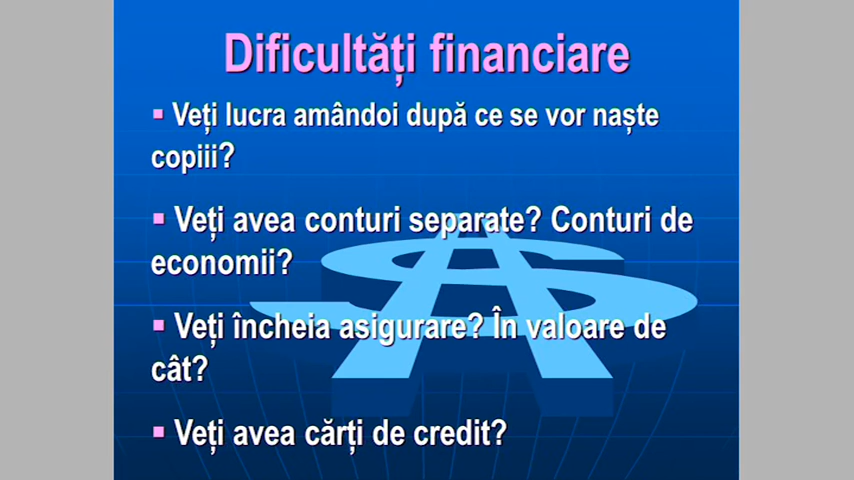 Dificultăți financiare
▪ Veți lucra amândoi după ce se vor naște
copiii?
▪ Veți avea conturi separate? Conturi de
economii?
▪ Veți încheia asigurare? În valoare de
cât?
▪ Veți avea cărți de credit?